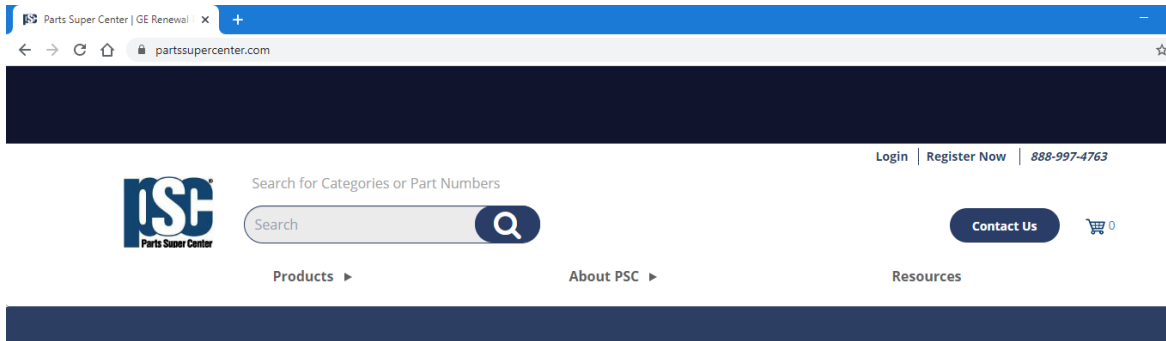 Parts Super Center | GE Renewal
partssupercenter.com
Login Register Now 888-997-4763
psc
Parts Super Center
Search for Categories or Part Numbers
Search
Contact Us
0
Products
About PSC
Resources